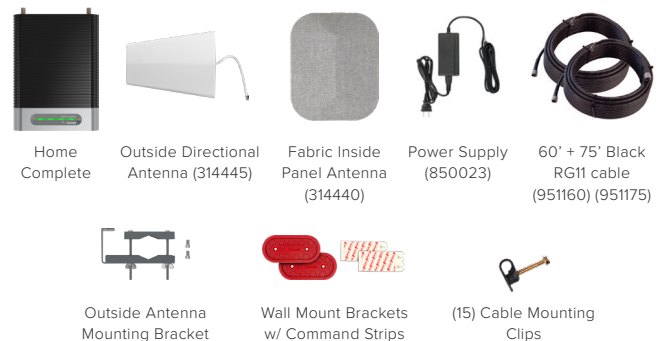 Home
Complete
Outside Directional
Antenna (314445)
Fabric Inside
Panel Antenna
(314440)
Power Supply
(850023)
60’ + 75’ Black
RG11 cable
(951160) (951175)
Outside Antenna
Mounting Bracket
Wall Mount Brackets
w/ Command Strips
(15) Cable Mounting
Clips